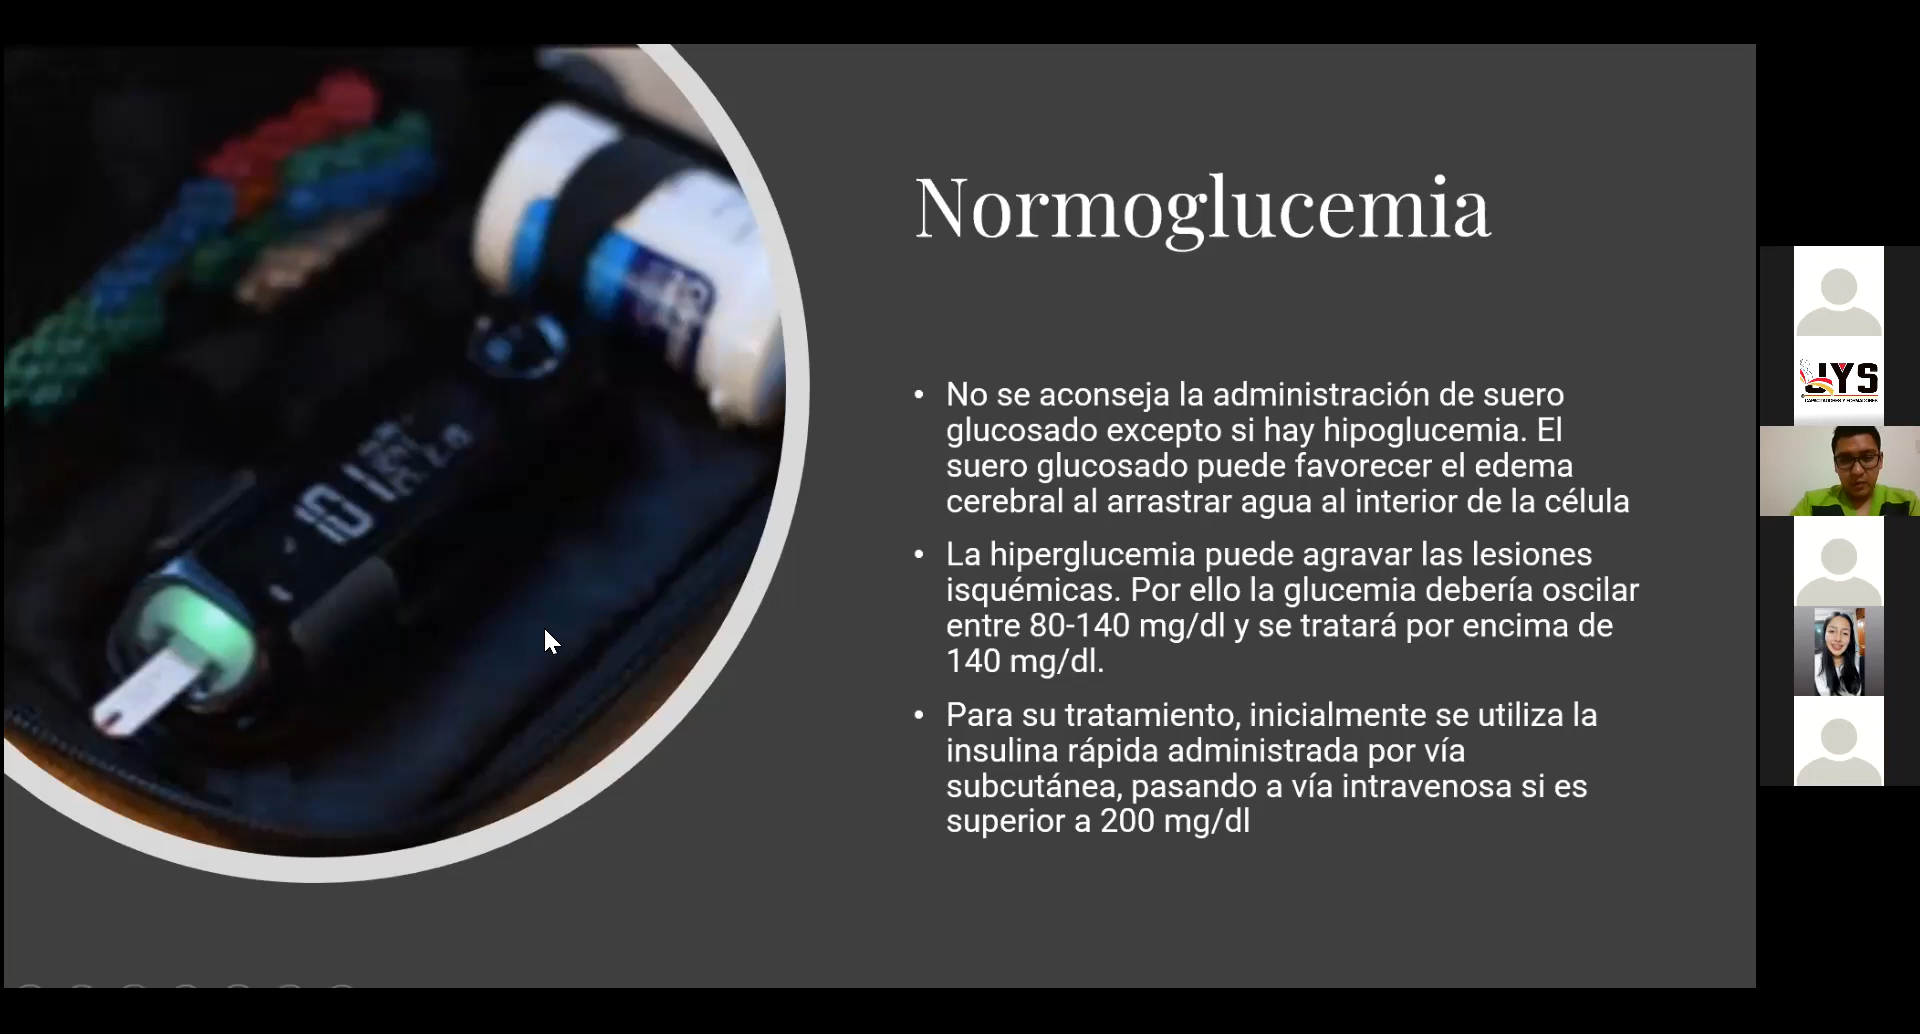 Normoglucemia
• No se aconseja la administración de suero
glucosado excepto si hay hipoglucemia. El
suero glucosado puede favorecer el edema
cerebral al arrastrar agua al interior de la célula
• La hiperglucemia puede agravar las lesiones
isquémicas. Por ello la glucemia debería oscilar
entre 80-140 mg/dl y se tratará por encima de
140 mg/dl.
• Para su tratamiento, inicialmente se utiliza la
insulina rápida administrada por vía
subcutánea, pasando a vía intravenosa si es
superior a 200 mg/dl
101
JYS